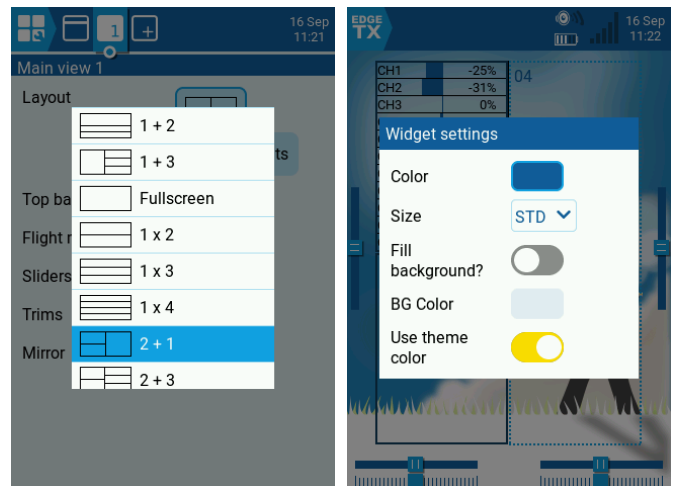 1
16 Sep
11:21
Main view 1
Layout
1 + 2
1 + 3
ts
Top ba
Fullscreen
Flight r
1 x 2
Sliders
1 x 3
Trims
1 x 4
Mirror
2 + 1
2 + 3
EDGE
TX
16 Sep
11:22
CH1 -25%
CH2 -31%
CH3 0%
04
Widget settings
Color
Size
STD
Fill
background?
BG Color
Use theme
color